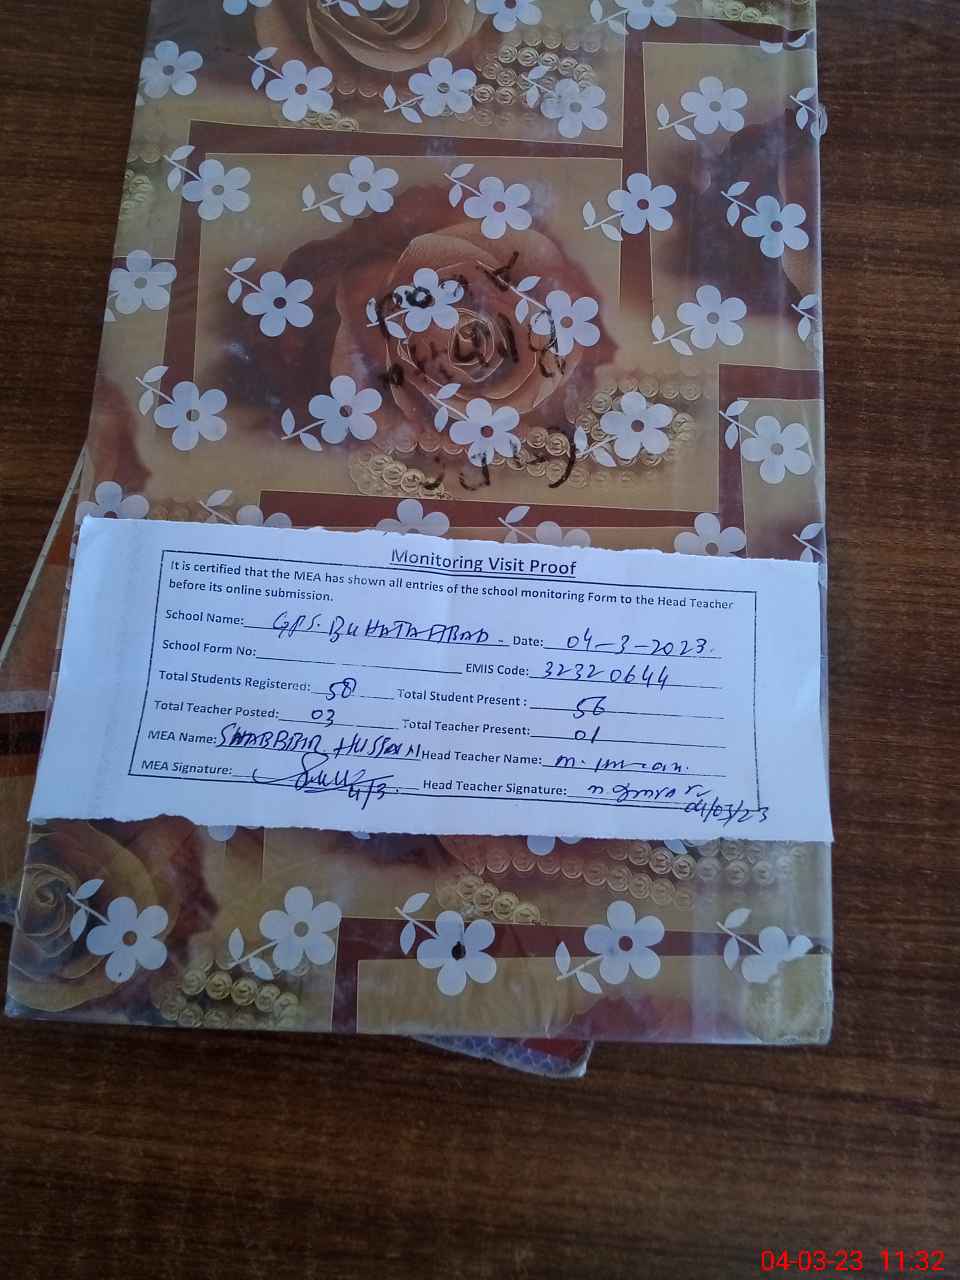 Monitoring Visit Proof
It is certified that the MEA has shown all entries of the school monitoring Form to the Head Teacher
before its online submission.
School Name: GPS. BUHATAABAD - Date: 04-3-2023.
School Form No: EMIS Code: 32320644
Total Students Registered: 58 Total Student Present : 56
Total Teacher Posted: 03 Total Teacher Present: 01
MEA Name: SHABBBIR. HUSSAIN Head Teacher Name: M. Imran.
MEA Signature: 4/3. Head Teacher Signature: 04/03/23
04-03-23 11:32